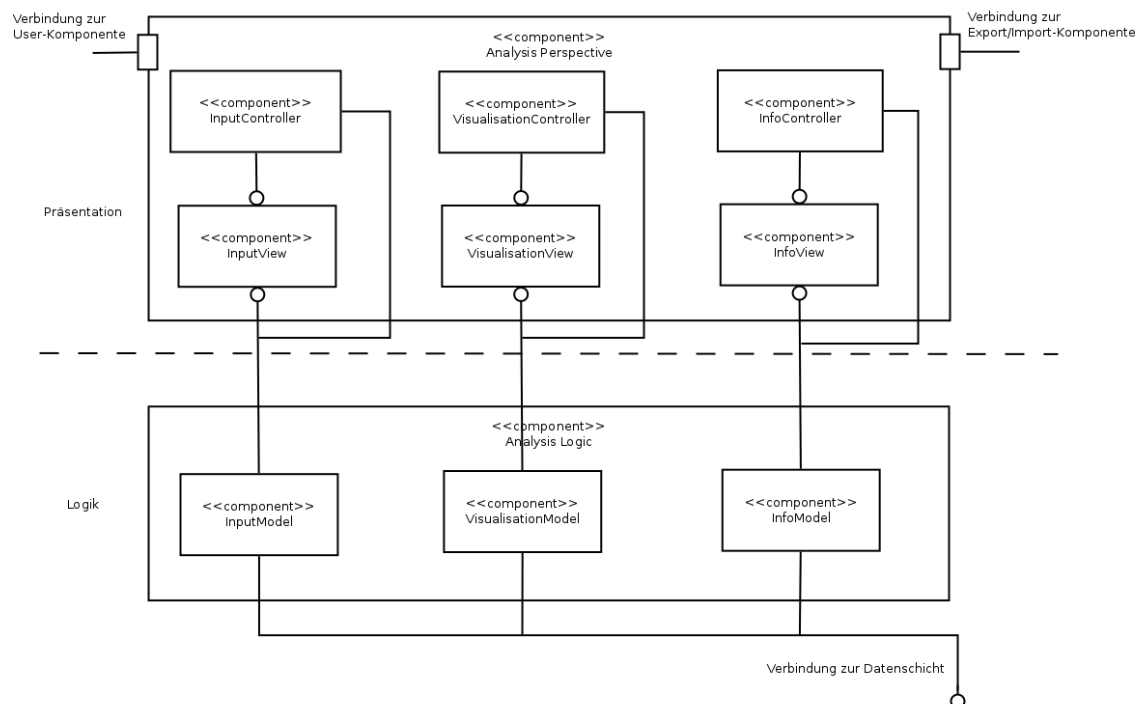 Verbindung zur
User-Komponente
Verbindung zur
Export/Import-Komponente
<<component>>
Analysis Perspective
<<component>>
InputController
<<component>>
VisualisationController
<<component>>
InfoController
Präsentation
<<component>>
InputView
<<component>>
VisualisationView
<<component>>
InfoView
<<component>>
Analysis Logic
Logik
<<component>>
InputModel
<<component>>
VisualisationModel
<<component>>
InfoModel
Verbindung zur Datenschicht